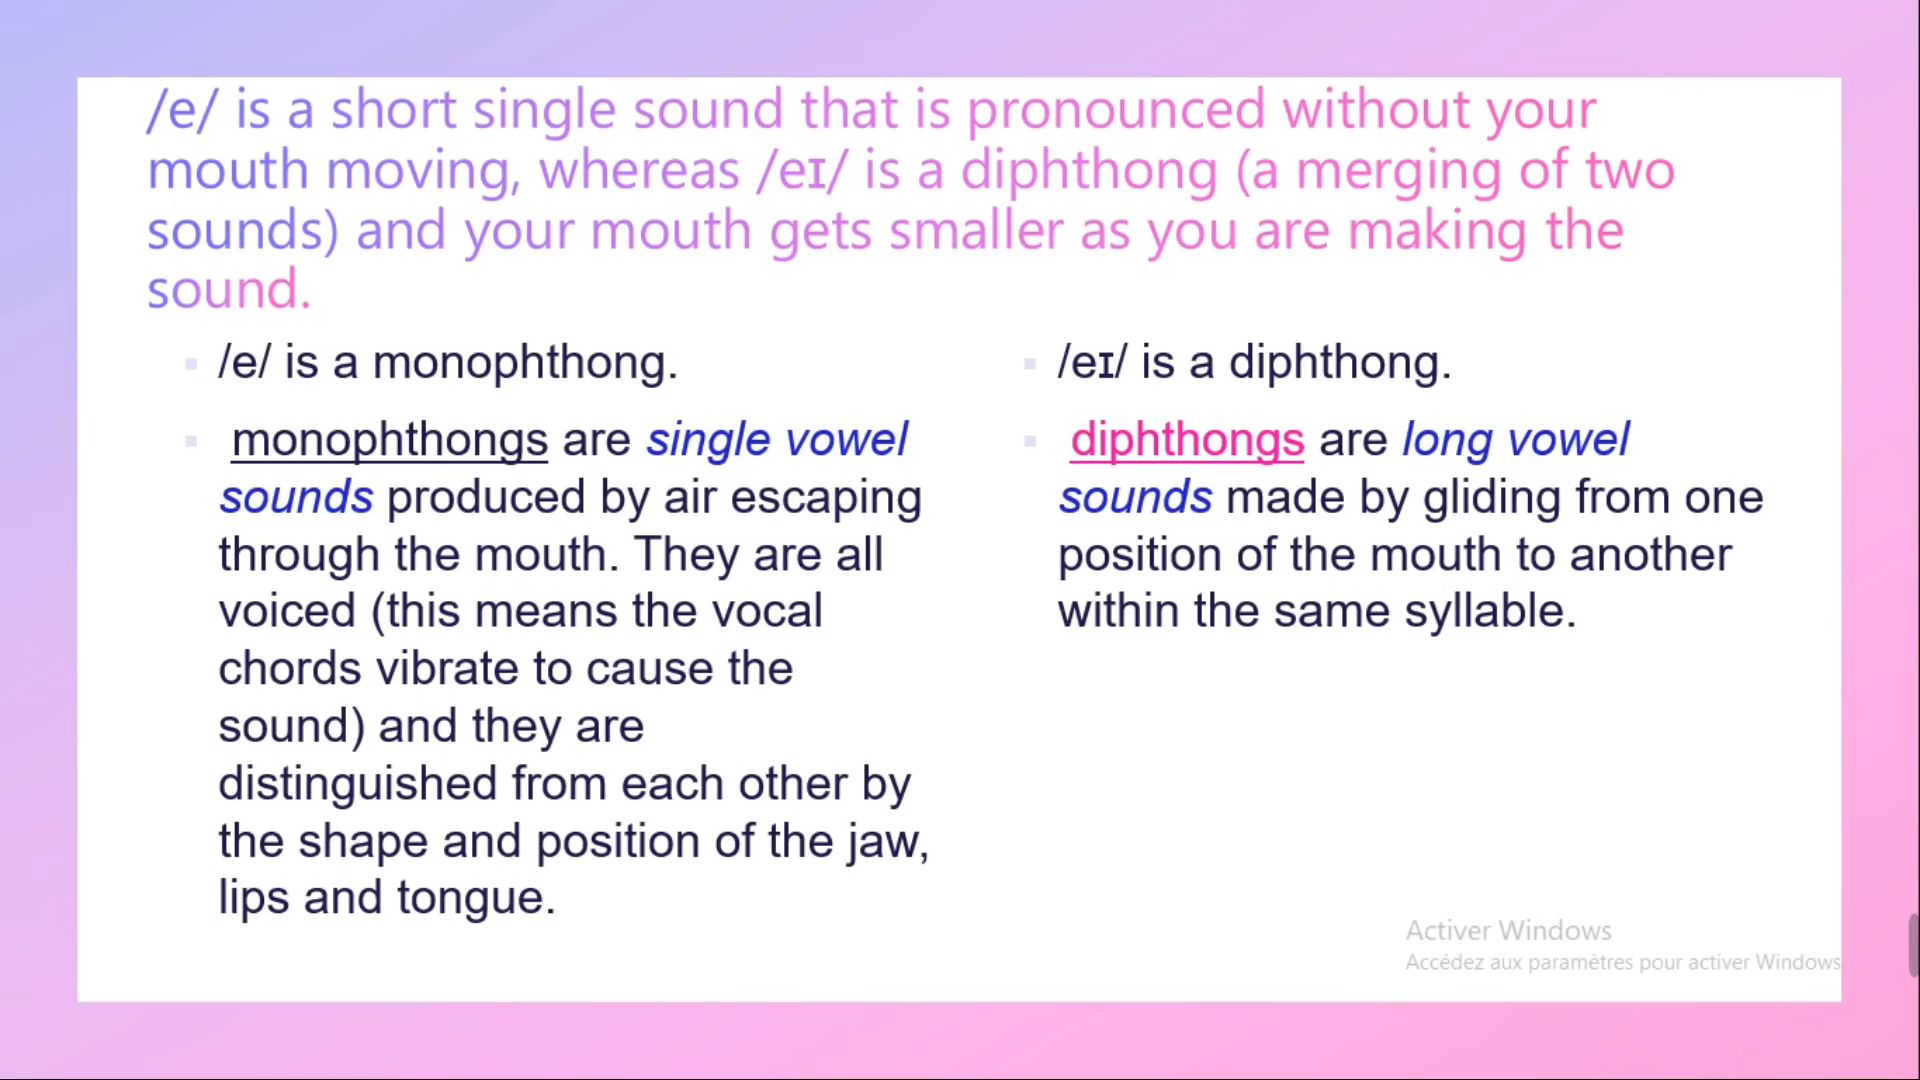 /e/ is a short single sound that is pronounced without your
mouth moving, whereas /eɪ/ is a diphthong (a merging of two
sounds) and your mouth gets smaller as you are making the
sound.
/e/ is a monophthong.
monophthongs are single vowel
sounds produced by air escaping
through the mouth. They are all
voiced (this means the vocal
chords vibrate to cause the
sound) and they are
distinguished from each other by
the shape and position of the jaw,
lips and tongue.
/eɪ/ is a diphthong.
diphthongs are long vowel
sounds made by gliding from one
position of the mouth to another
within the same syllable.
Activer Windows
Accédez aux paramètres pour activer Windows